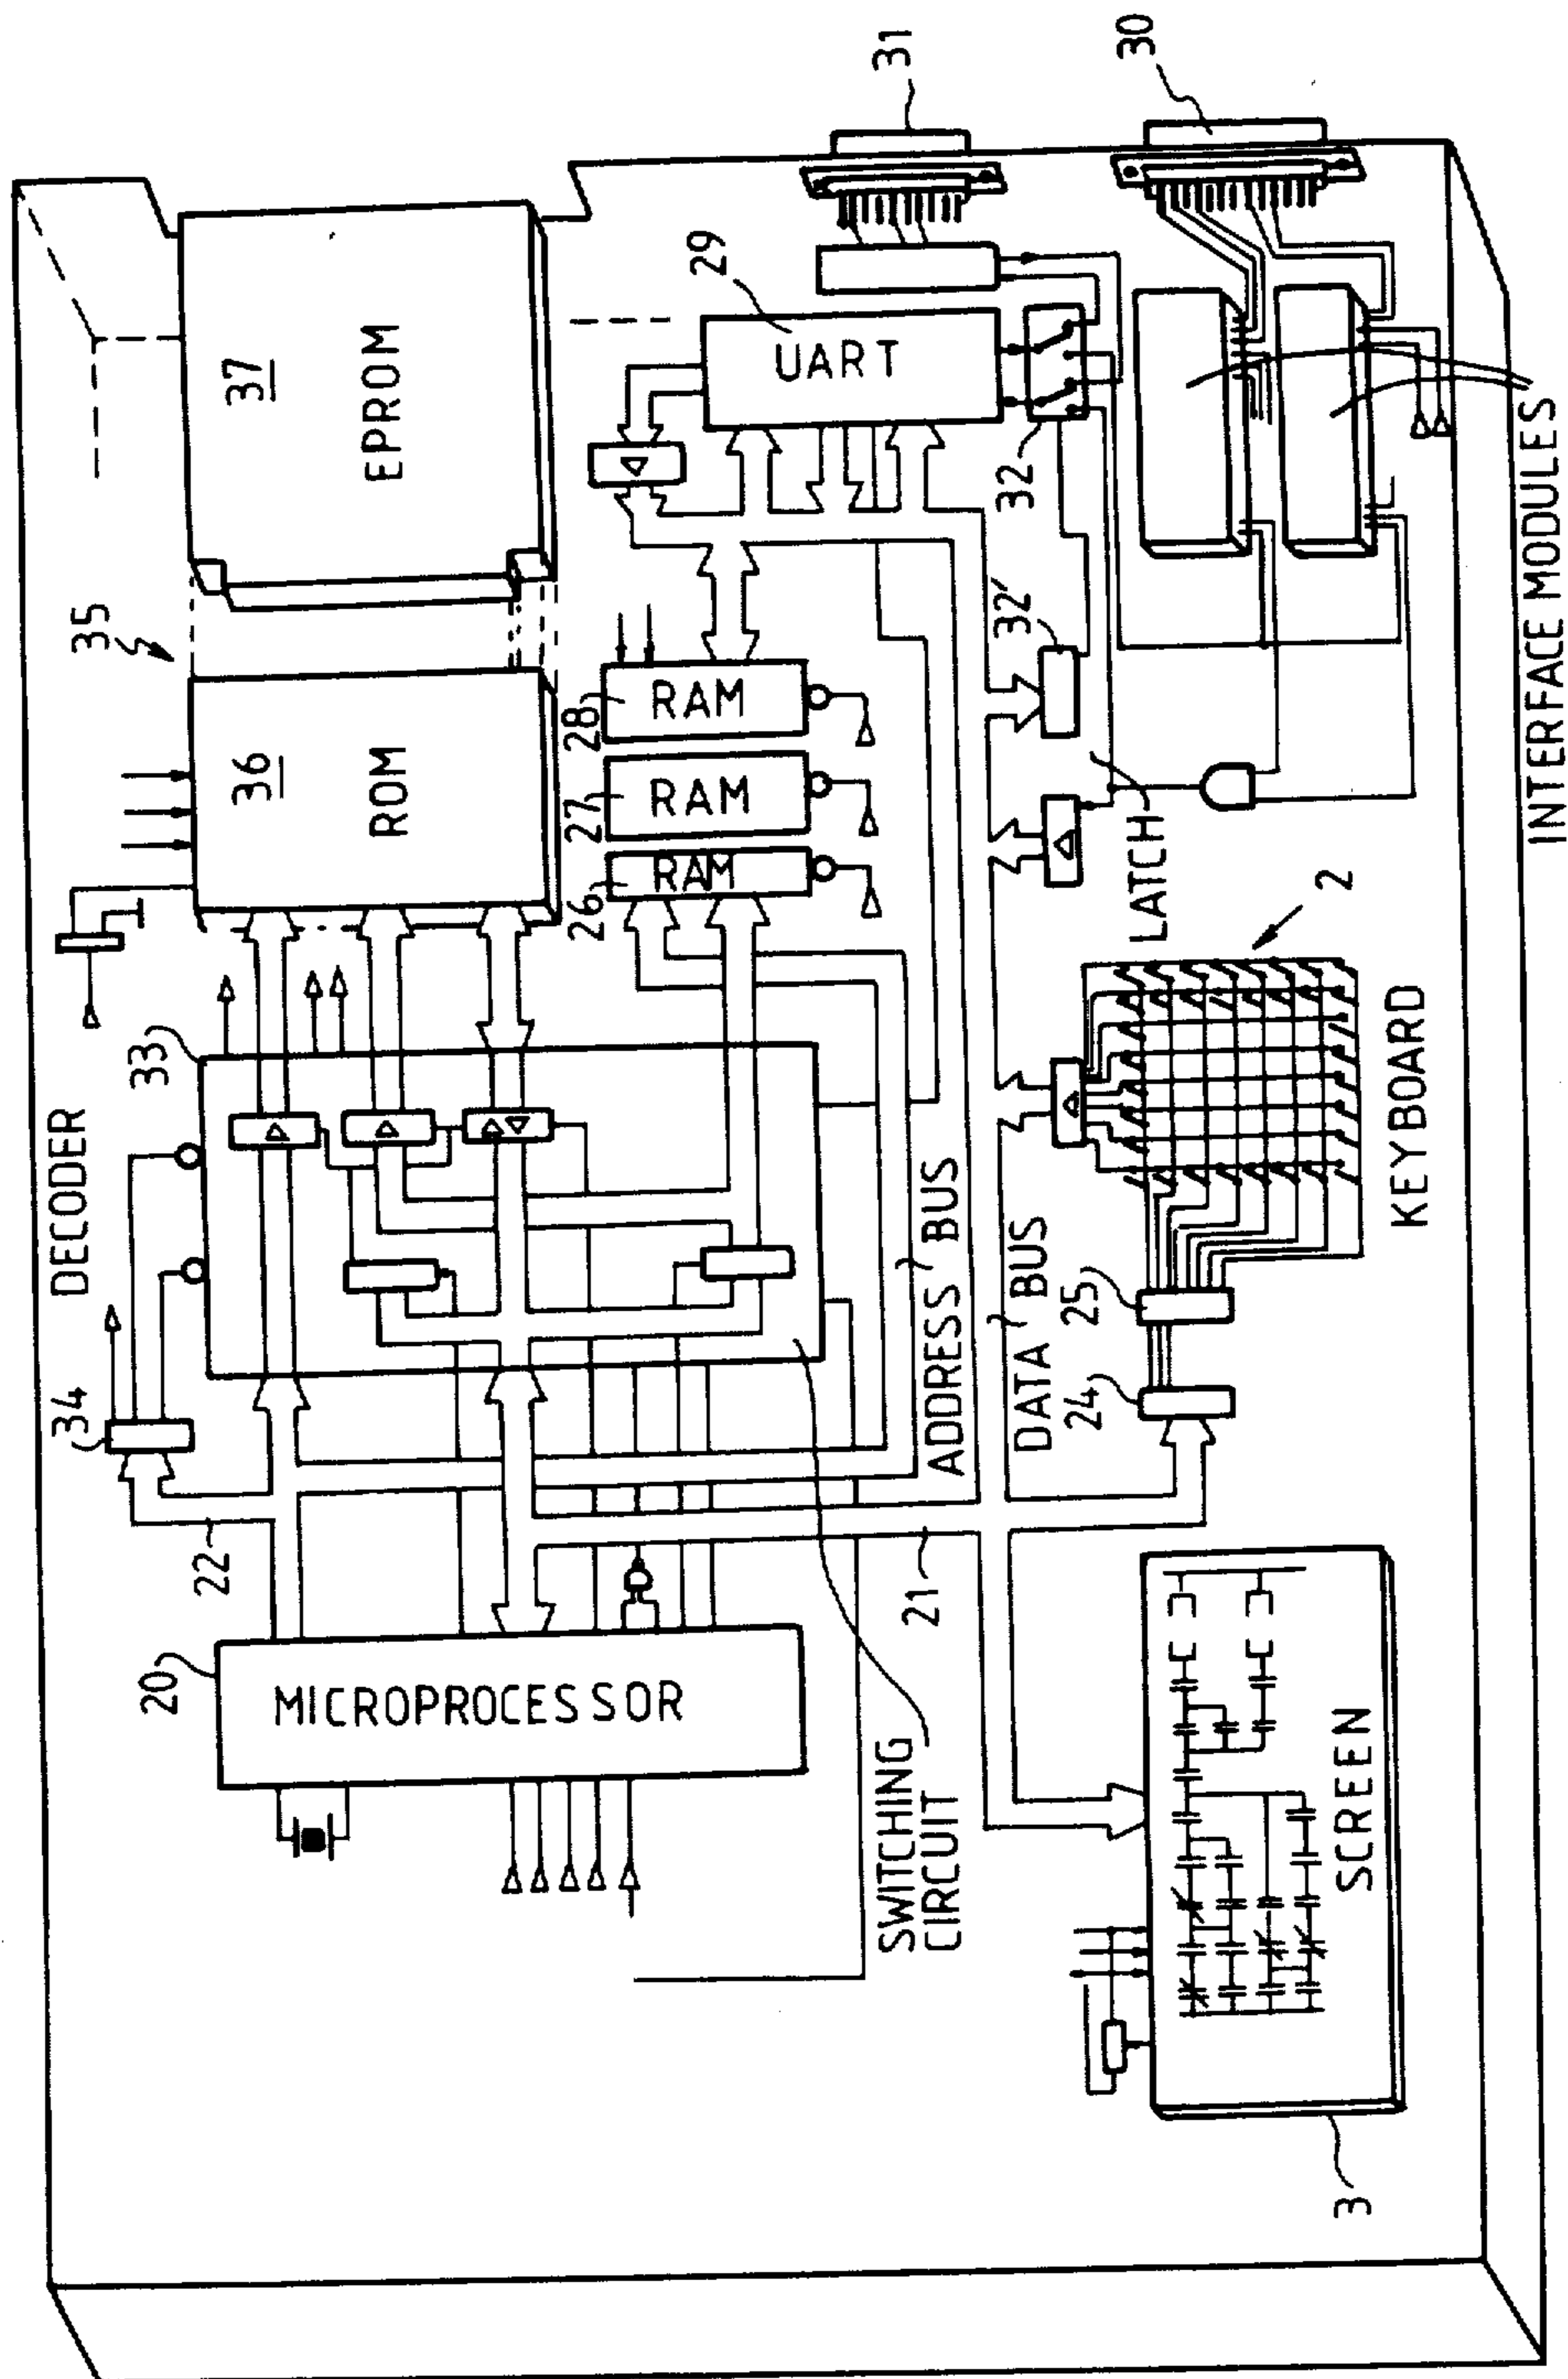 DECODER
34
33
35
36
ROM
37
EPROM
22
20
MICROPROCESSOR
26
RAM
27
RAM
28
RAM
29
UART
31
30
32
32'
21
ADDRESS BUS
DATA BUS
SWITCHING
CIRCUIT
24
25
LATCH
2
KEYBOARD
SCREEN
3
INTERFACE MODULES